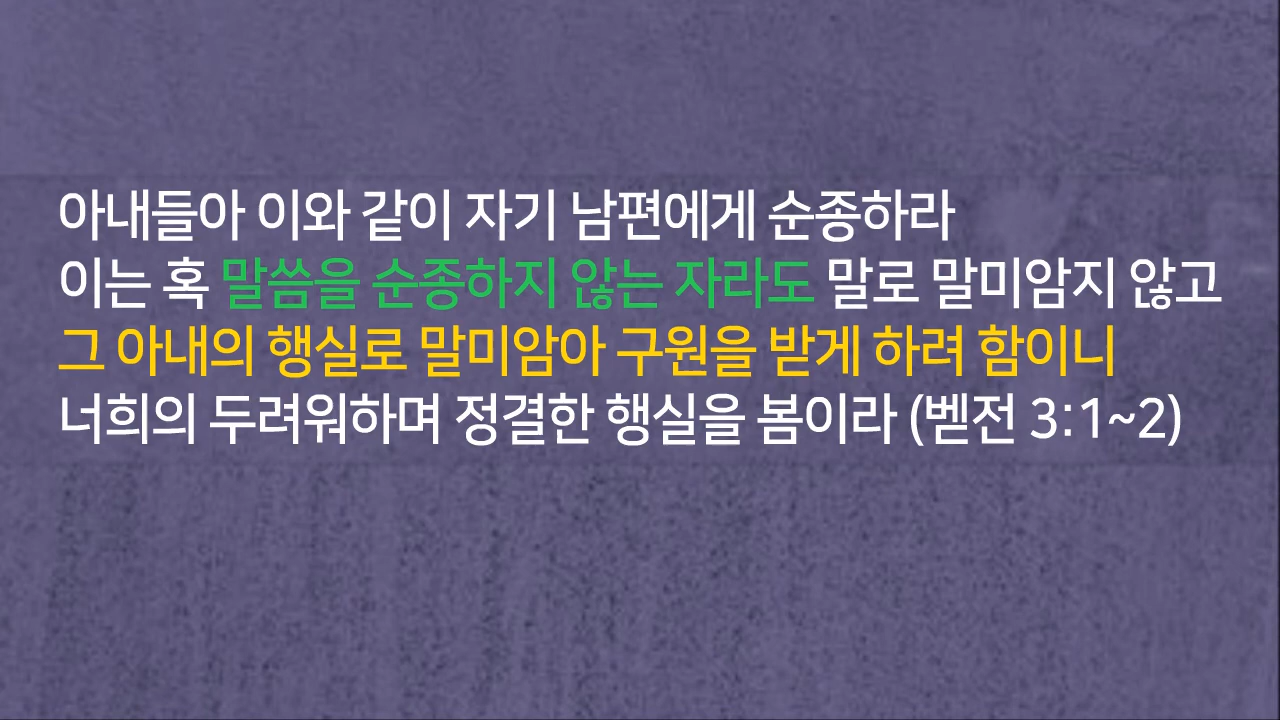 아내들아 이와 같이 자기 남편에게 순종하라
이는 혹 말씀을 순종하지 않는 자라도 말로 말미암지 않고
그 아내의 행실로 말미암아 구원을 받게 하려 함이니
너희의 두려워하며 정결한 행실을 봄이라 (벧전 3:1~2)